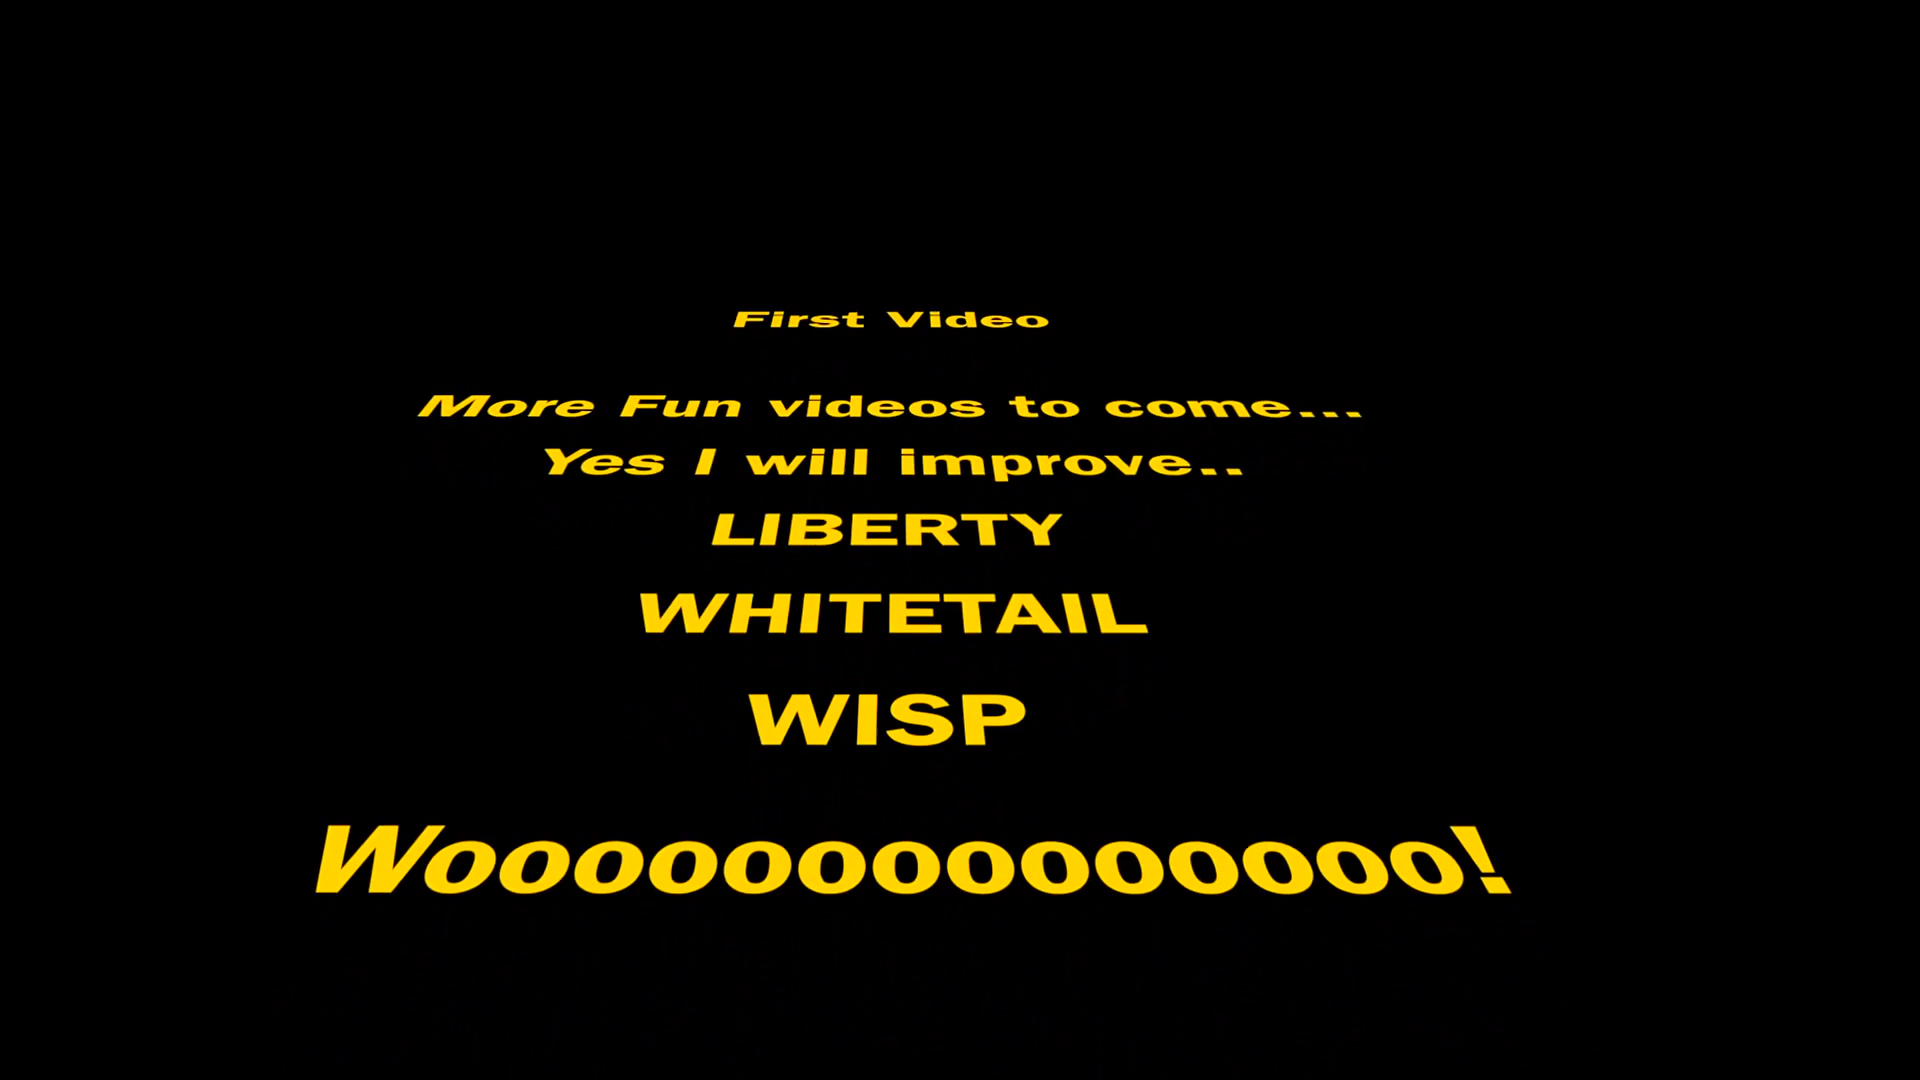 First Video
More Fun videos to come...
Yes I will improve..
LIBERTY
WHITETAIL
WISP
Woooooooooooooo!